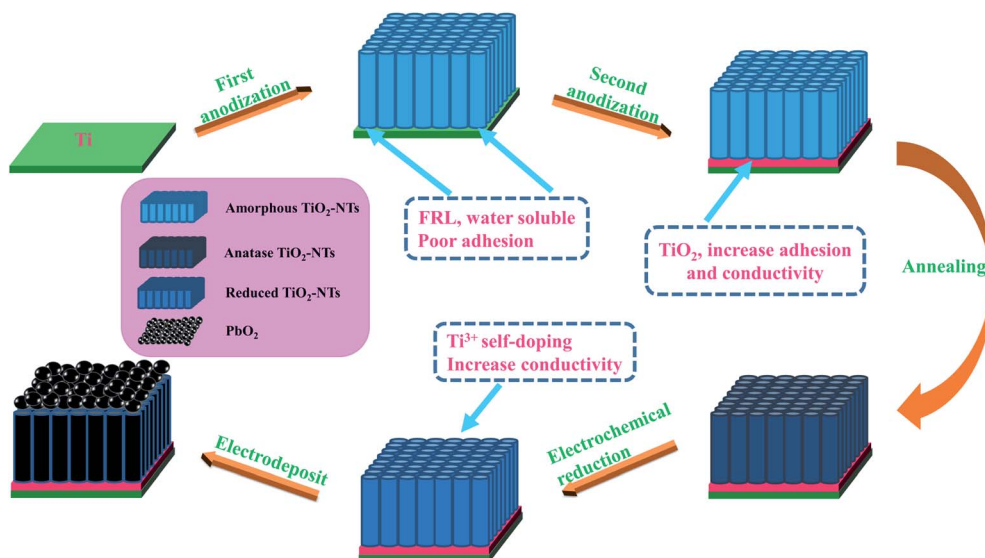 Ti
First
anodization
Second
anodization
FRL, water soluble
Poor adhesion
TiO₂, increase adhesion
and conductivity
Annealing
Amorphous TiO₂-NTs
Anatase TiO₂-NTs
Reduced TiO₂-NTs
PbO₂
Ti³⁺ self-doping
Increase conductivity
Electrochemical
reduction
Electrodeposit